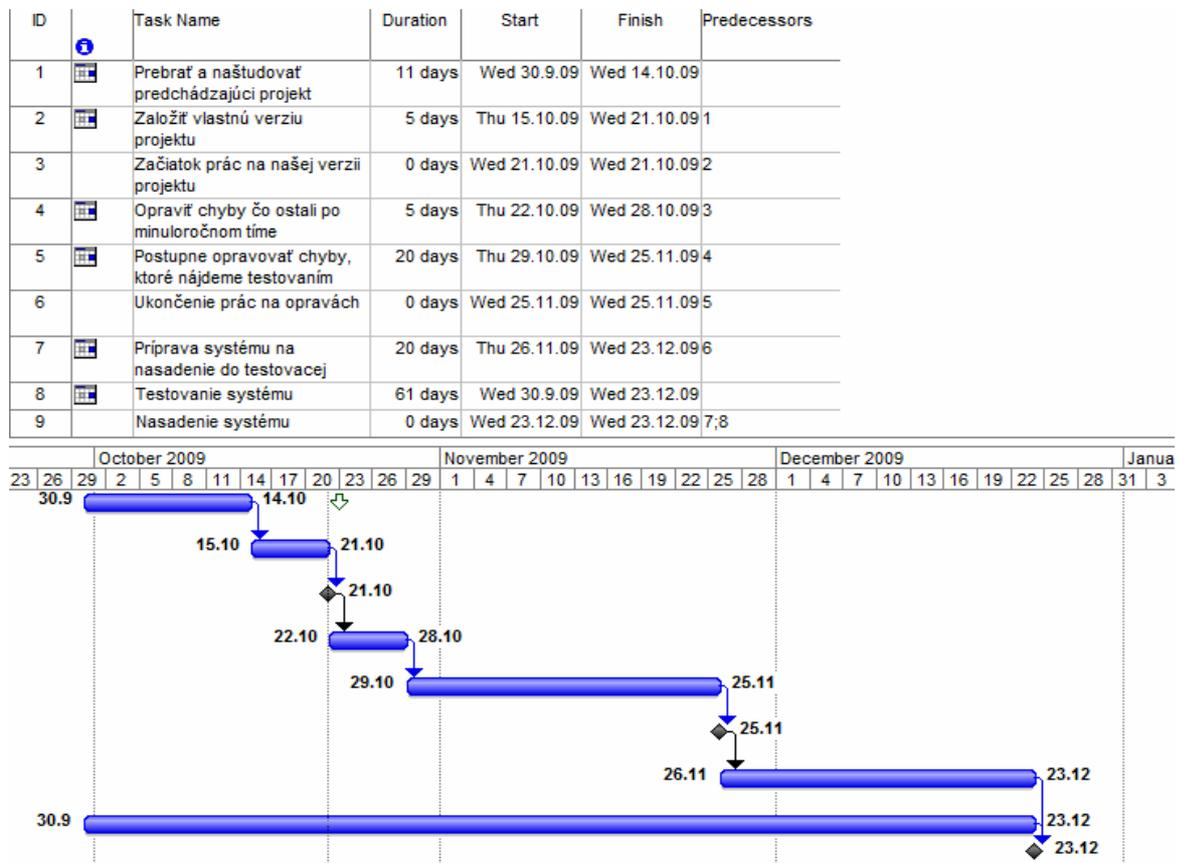 ID Task Name Duration Start Finish Predecessors
1 Prebrať a naštudovať 11 days Wed 30.9.09 Wed 14.10.09
predchádzajúci projekt
2 Založiť vlastnú verziu 5 days Thu 15.10.09 Wed 21.10.09 1
projektu
3 Začiatok prác na našej verzii 0 days Wed 21.10.09 Wed 21.10.09 2
projektu
4 Opraviť chyby čo ostali po 5 days Thu 22.10.09 Wed 28.10.09 3
minuloročnom tíme
5 Postupne opravovať chyby, 20 days Thu 29.10.09 Wed 25.11.09 4
ktoré nájdeme testovaním
6 Ukončenie prác na opravách 0 days Wed 25.11.09 Wed 25.11.09 5
7 Príprava systému na 20 days Thu 26.11.09 Wed 23.12.09 6
nasadenie do testovacej
8 Testovanie systému 61 days Wed 30.9.09 Wed 23.12.09
9 Nasadenie systému 0 days Wed 23.12.09 Wed 23.12.09 7;8
October 2009 November 2009 December 2009 Janua
23 26 29 2 5 8 11 14 17 20 23 26 29 1 4 7 10 13 16 19 22 25 28 1 4 7 10 13 16 19 22 25 28 31 3
30.9 14.10
15.10 21.10
21.10
22.10 28.10
29.10 25.11
25.11
26.11 23.12
30.9 23.12
23.12